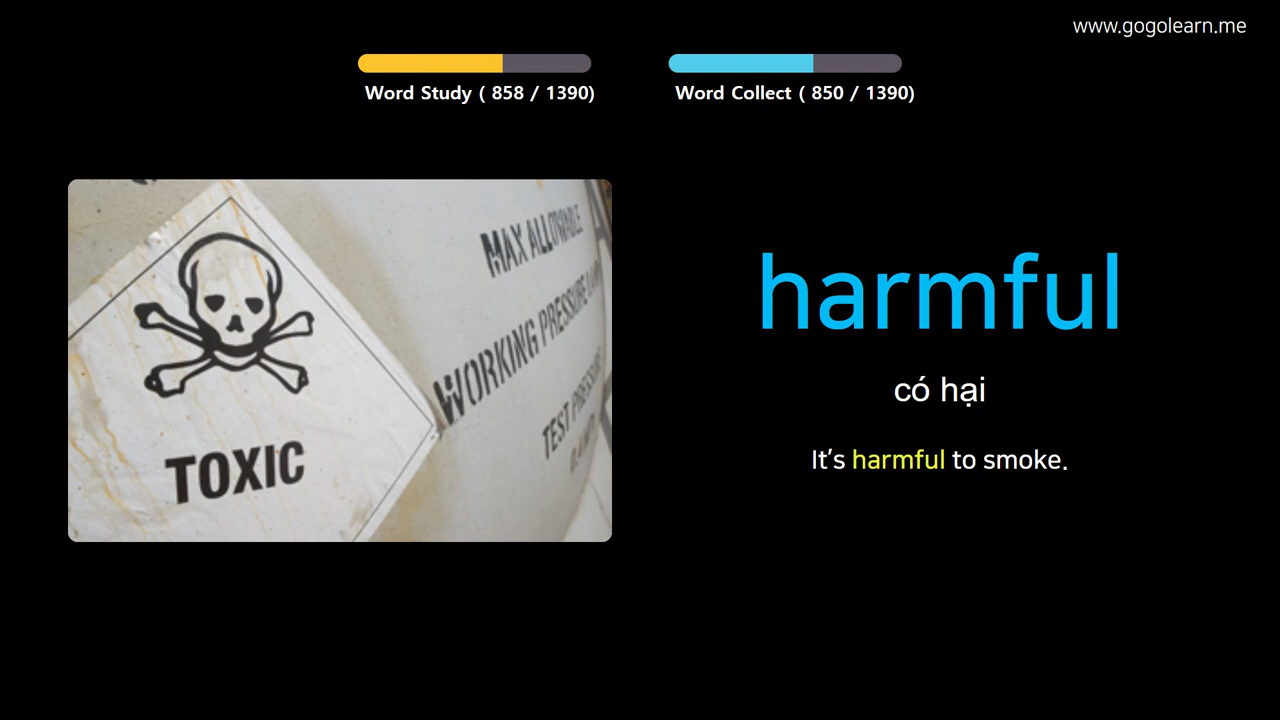 www.gogolearn.me
Word Study ( 858 / 1390)
Word Collect ( 850 / 1390)
TOXIC
MAX ALLOWABLE
WORKING PRESSURE
TEST PRESSURE
harmful
có hại
It's harmful to smoke.